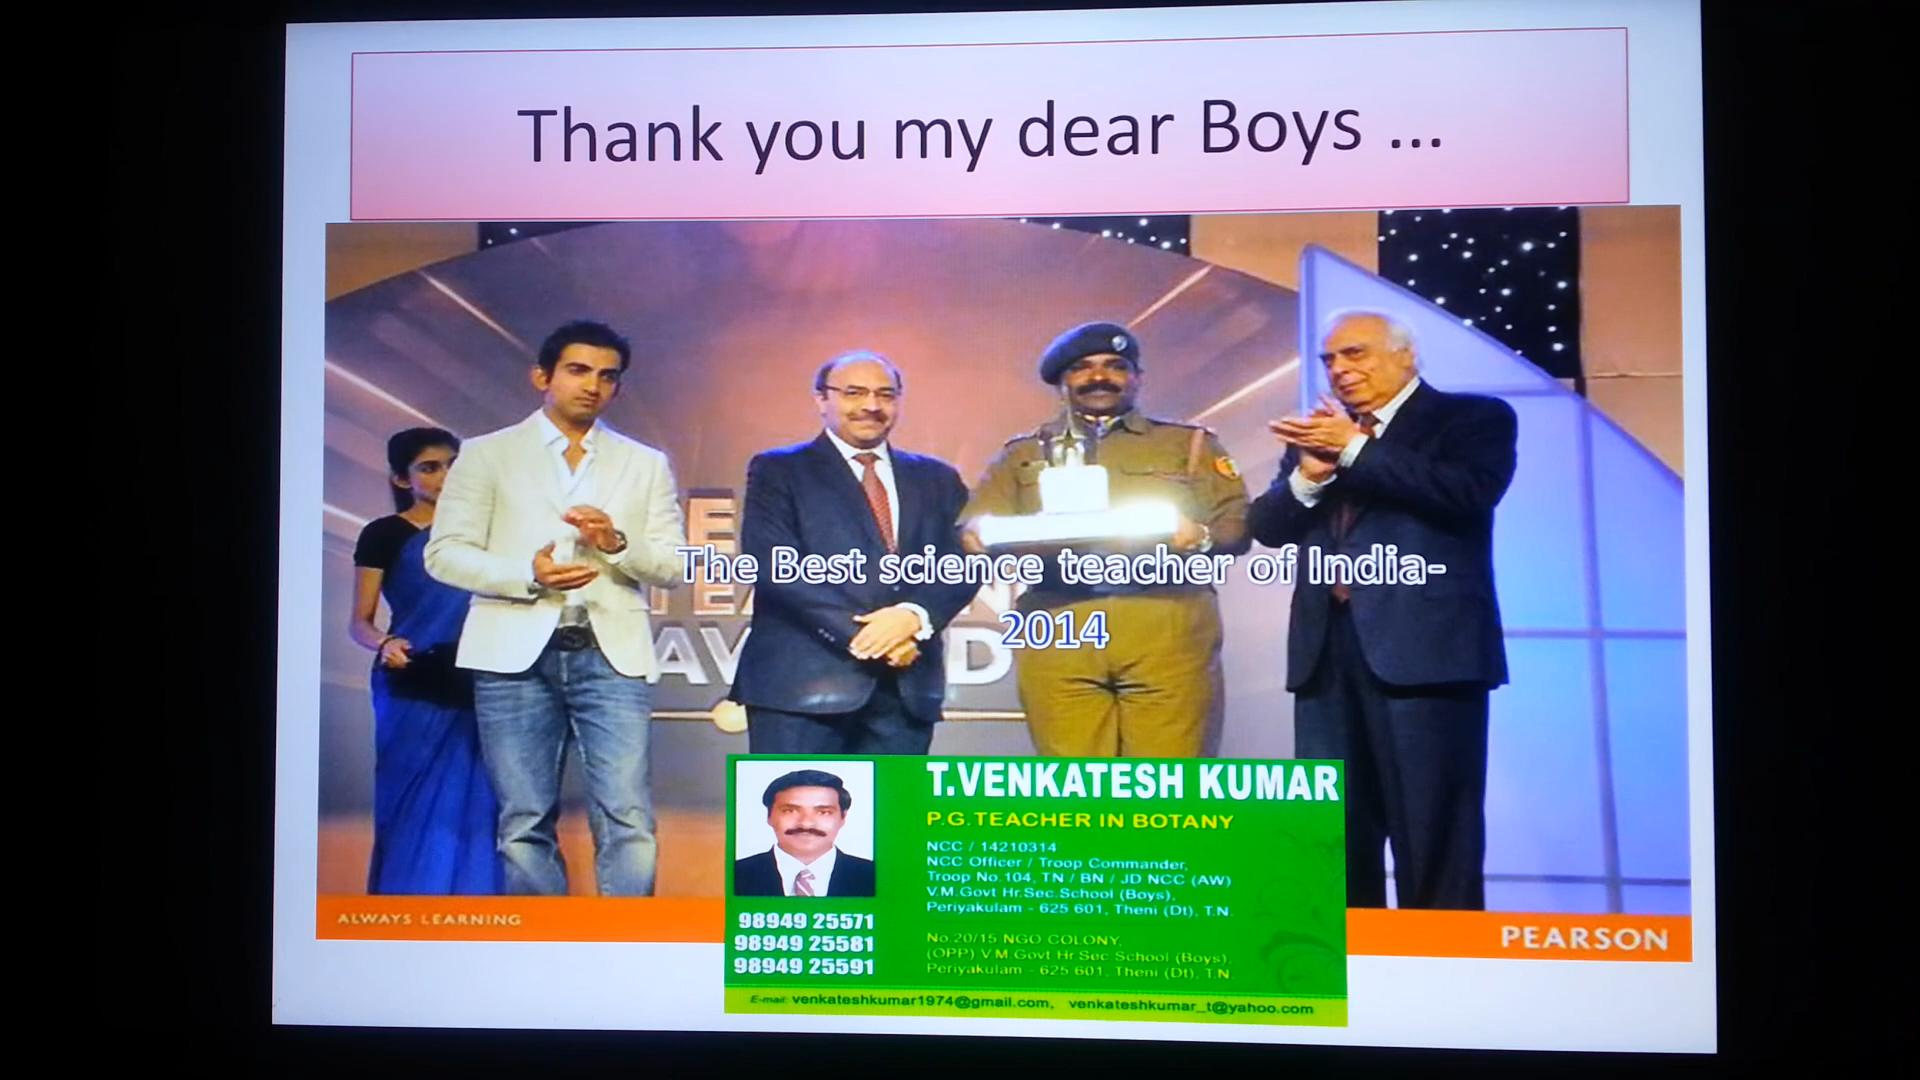 Thank you my dear Boys ...
The Best science teacher of India-
2014
AW D
T.VENKATESH KUMAR
P.G.TEACHER IN BOTANY
NCC / 14210314
NCC Officer / Troop Commander,
Troop No.104, TN / BN / JD NCC (AW)
V.M.Govt Hr.Sec.School (Boys),
Periyakulam - 625 601, Theni (Dt), T.N.
98949 25571
98949 25581
98949 25591
No.20/15 NGO COLONY,
(OPP) V.M.Govt Hr.Sec School (Boys),
Periyakulam - 625 601, Theni (Dt), T.N.
E-mail: venkateshkumar1974@gmail.com, venkateshkumar_t@yahoo.com
ALWAYS LEARNING
PEARSON